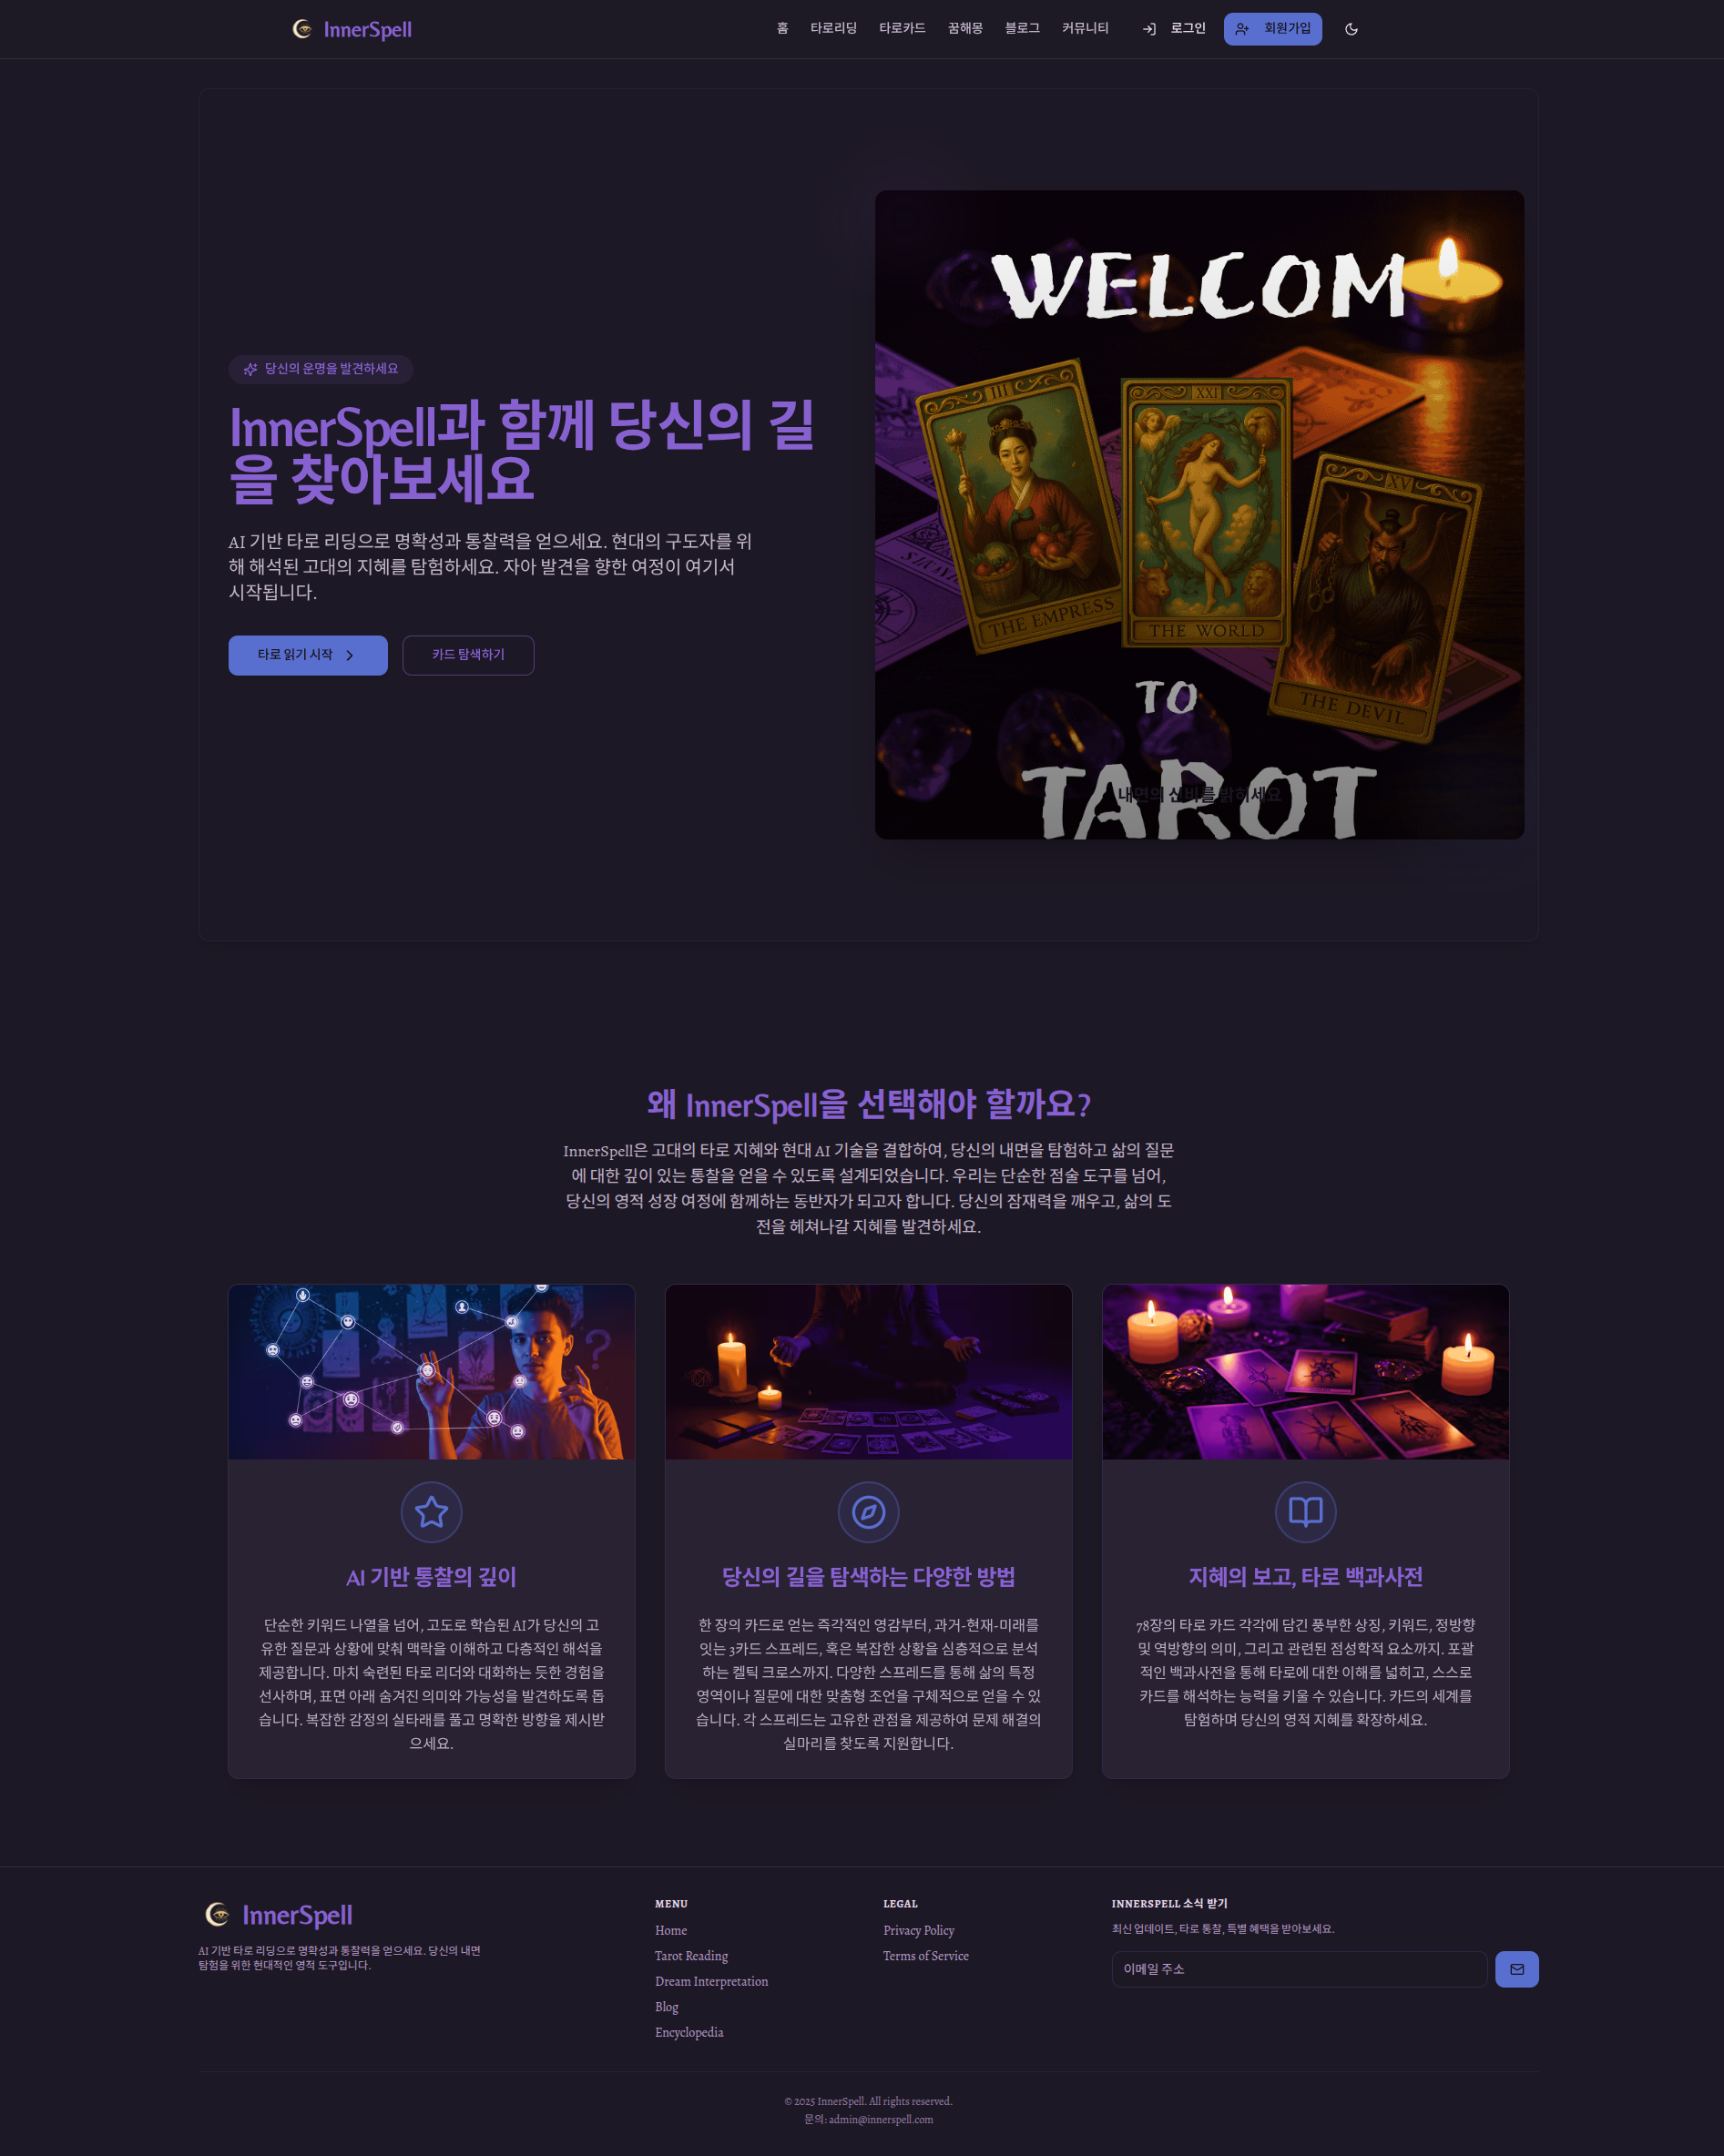 InnerSpell
홈
타로리딩
타로카드
꿈해몽
블로그
커뮤니티
로그인
회원가입
당신의 운명을 발견하세요
InnerSpell과 함께 당신의 길
을 찾아보세요
AI 기반 타로 리딩으로 명확성과 통찰력을 얻으세요. 현대의 구도자를 위
해 해석된 고대의 지혜를 탐험하세요. 자아 발견을 향한 여정이 여기서
시작됩니다.
타로 읽기 시작
카드 탐색하기
WELCOM
III
THE EMPRESS
XXI
THE WORLD
XV
THE DEVIL
TO
TAROT
내면의 신비를 밝히세요
왜 InnerSpell을 선택해야 할까요?
InnerSpell은 고대의 타로 지혜와 현대 AI 기술을 결합하여, 당신의 내면을 탐험하고 삶의 질문
에 대한 깊이 있는 통찰을 얻을 수 있도록 설계되었습니다. 우리는 단순한 점술 도구를 넘어,
당신의 영적 성장 여정에 함께하는 동반자가 되고자 합니다. 당신의 잠재력을 깨우고, 삶의 도
전을 헤쳐나갈 지혜를 발견하세요.
?
AI 기반 통찰의 깊이
단순한 키워드 나열을 넘어, 고도로 학습된 AI가 당신의 고
유한 질문과 상황에 맞춰 맥락을 이해하고 다층적인 해석을
제공합니다. 마치 숙련된 타로 리더와 대화하는 듯한 경험을
선사하며, 표면 아래 숨겨진 의미와 가능성을 발견하도록 돕
습니다. 복잡한 감정의 실타래를 풀고 명확한 방향을 제시받
으세요.
당신의 길을 탐색하는 다양한 방법
한 장의 카드로 얻는 즉각적인 영감부터, 과거-현재-미래를
잇는 3카드 스프레드, 혹은 복잡한 상황을 심층적으로 분석
하는 켈틱 크로스까지. 다양한 스프레드를 통해 삶의 특정
영역이나 질문에 대한 맞춤형 조언을 구체적으로 얻을 수 있
습니다. 각 스프레드는 고유한 관점을 제공하여 문제 해결의
실마리를 찾도록 지원합니다.
지혜의 보고, 타로 백과사전
78장의 타로 카드 각각에 담긴 풍부한 상징, 키워드, 정방향
및 역방향의 의미, 그리고 관련된 점성학적 요소까지. 포괄
적인 백과사전을 통해 타로에 대한 이해를 넓히고, 스스로
카드를 해석하는 능력을 키울 수 있습니다. 카드의 세계를
탐험하며 당신의 영적 지혜를 확장하세요.
InnerSpell
AI 기반 타로 리딩으로 명확성과 통찰력을 얻으세요. 당신의 내면
탐험을 위한 현대적인 영적 도구입니다.
MENU
Home
Tarot Reading
Dream Interpretation
Blog
Encyclopedia
LEGAL
Privacy Policy
Terms of Service
INNERSPELL 소식 받기
최신 업데이트, 타로 통찰, 특별 혜택을 받아보세요.
이메일 주소
© 2025 InnerSpell. All rights reserved.
문의: admin@innerspell.com